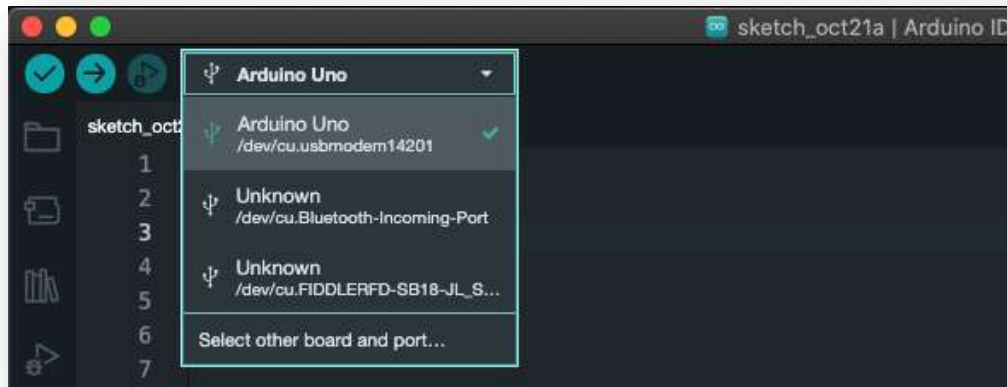 sketch_oct21a | Arduino ID
Arduino Uno
sketch_oct
Arduino Uno
/dev/cu.usbmodem14201
1
2
Unknown
/dev/cu.Bluetooth-Incoming-Port
3
4
Unknown
/dev/cu.FIDDLERFD-SB18-JL_S...
5
6
Select other board and port...
7